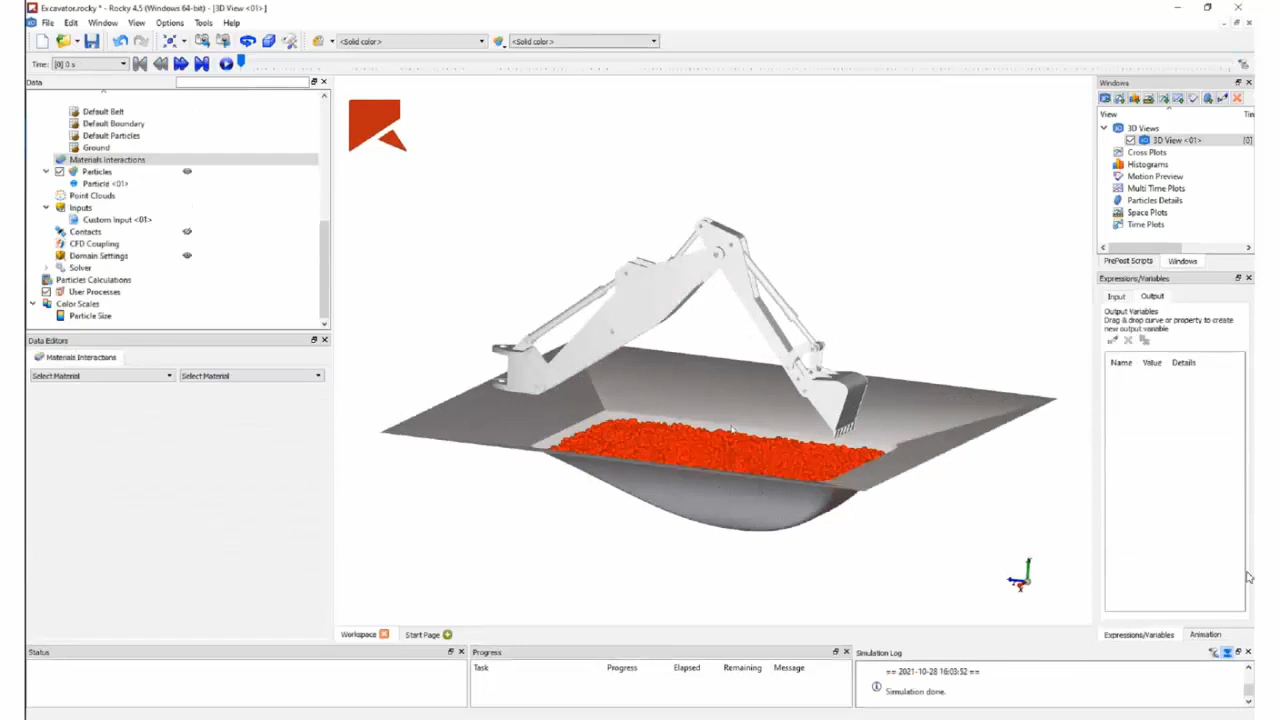 Excavator.rocky * - Rocky 4.5 (Windows 64-bit) - [3D View <01> ]
File Edit Window View Options Tools Help
<Solid color> <Solid color>
Time: [0] 0 s
Data
Default Belt
Default Boundary
Default Particles
Ground
Materials Interactions
Particles
Particle <01>
Point Clouds
Inputs
Custom Input <01>
Contacts
CFD Coupling
Domain Settings
Solver
Particles Calculations
User Processes
Color Scales
Particle Size
Data Editors
Materials Interactions
Select Material Select Material
Workspace Start Page
Windows
View Tin
3D Views
3D View <01> [0]
Cross Plots
Histograms
Motion Preview
Multi Time Plots
Particles Details
Space Plots
Time Plots
PrePost Scripts Windows
Expressions/Variables
Input Output
Output Variables
Drag & drop curve or property to create
new output variable
Name Value Details
Expressions/Variables Animation
Status
Progress
Task Progress Elapsed Remaining Message
Simulation Log
== 2021-10-28 16:03:52 ==
Simulation done.